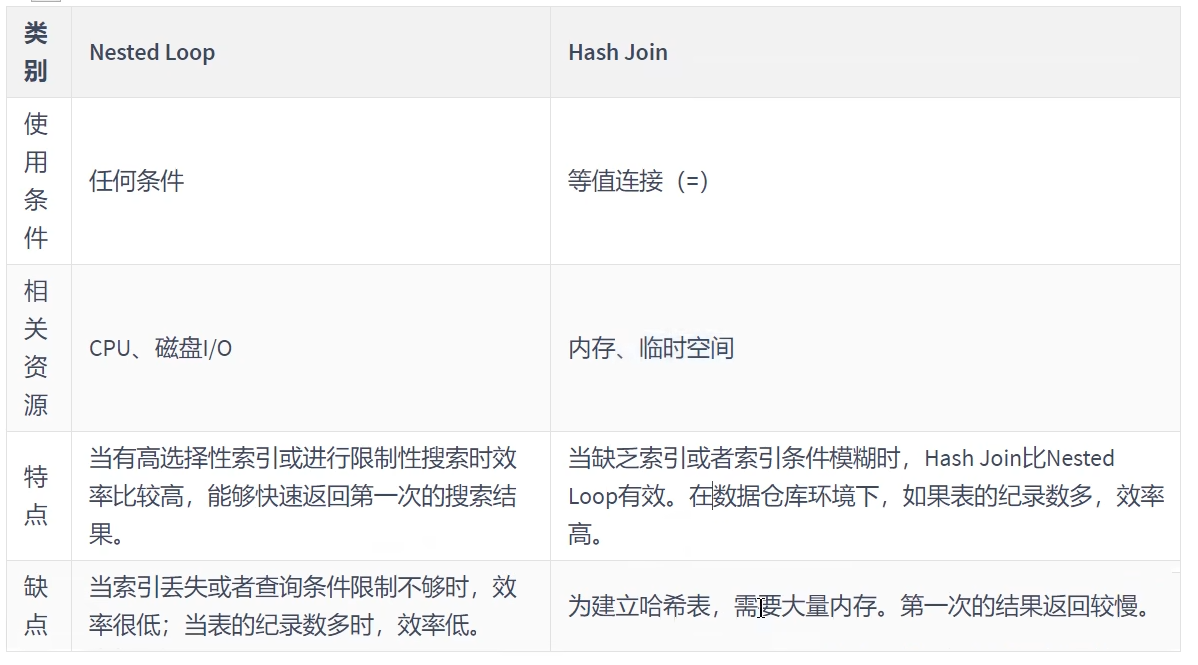 类
别
Nested Loop
Hash Join
使
用
条
件
任何条件
等值连接（=）
相
关
资
源
CPU、磁盘I/O
内存、临时空间
特
点
当有高选择性索引或进行限制性搜索时效
率比较高，能够快速返回第一次的搜索结
果。
当缺乏索引或者索引条件模糊时，Hash Join比Nested
Loop有效。在数据仓库环境下，如果表的纪录数多，效率
高。
缺
点
当索引丢失或者查询条件限制不够时，效
率很低；当表的纪录数多时，效率低。
为建立哈希表，需要大量内存。第一次的结果返回较慢。